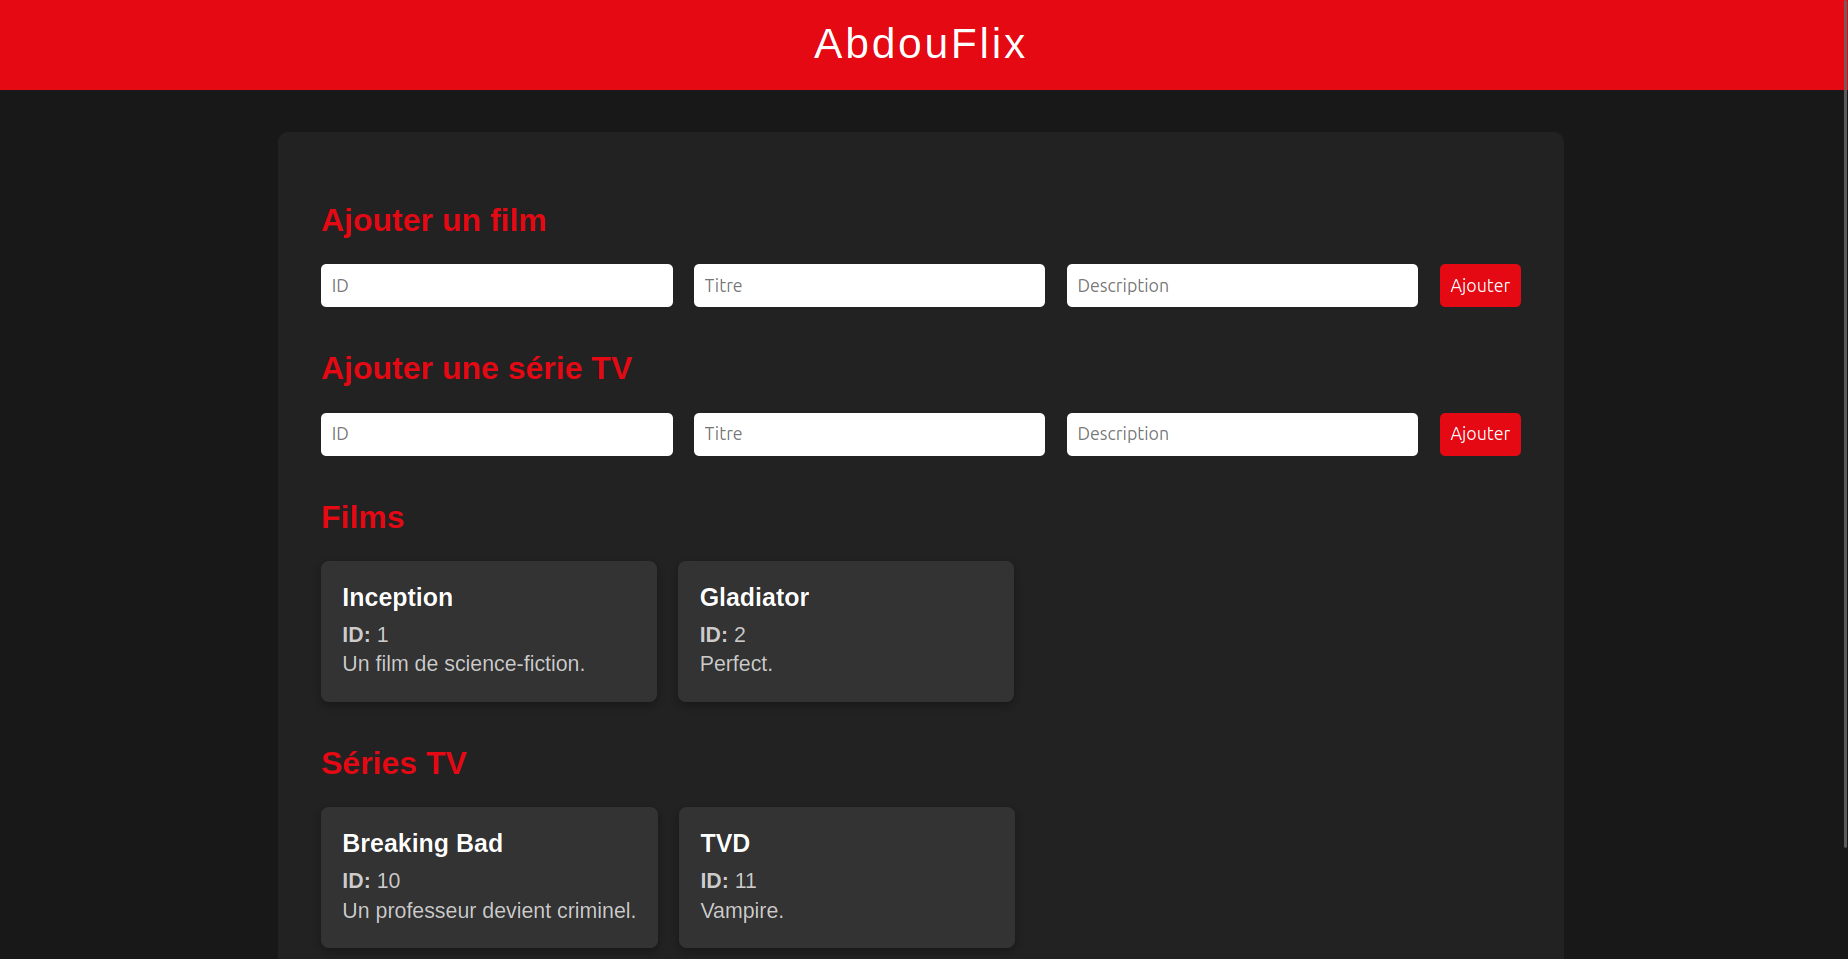 AbdouFlix
Ajouter un film
ID Titre Description Ajouter
Ajouter une série TV
ID Titre Description Ajouter
Films
Inception
ID: 1
Un film de science-fiction.
Gladiator
ID: 2
Perfect.
Séries TV
Breaking Bad
ID: 10
Un professeur devient criminel.
TVD
ID: 11
Vampire.